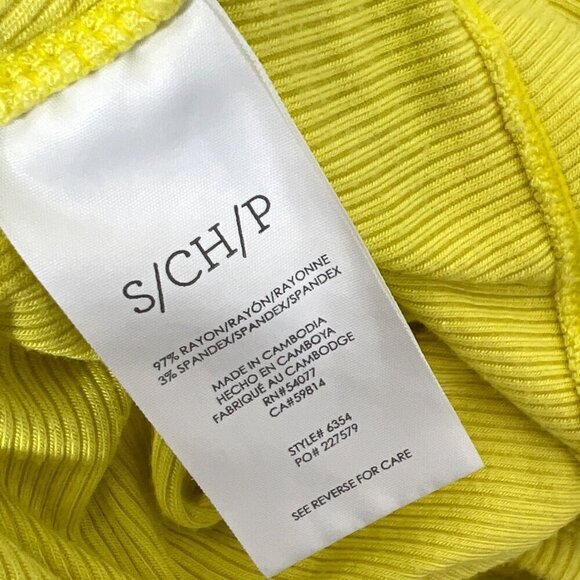 S/CH/P
97% RAYON/RAYÓN/RAYONNE
3% SPANDEX/SPANDEX/SPANDEX
MADE IN CAMBODIA
HECHO EN CAMBOYA
FABRIQUÉ AU CAMBODGE
RN#54077
CA#59814
STYLE# 6354
PO# 227579
SEE REVERSE FOR CARE